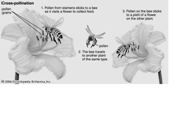 Cross-pollination
pollen
grains
1. Pollen from stamens sticks to a bee
as it visits a flower to collect food.
pollen
2. The bee travels
to another plant
of the same type.
3. Pollen on the bee sticks
to a pistil of a flower
on the other plant.